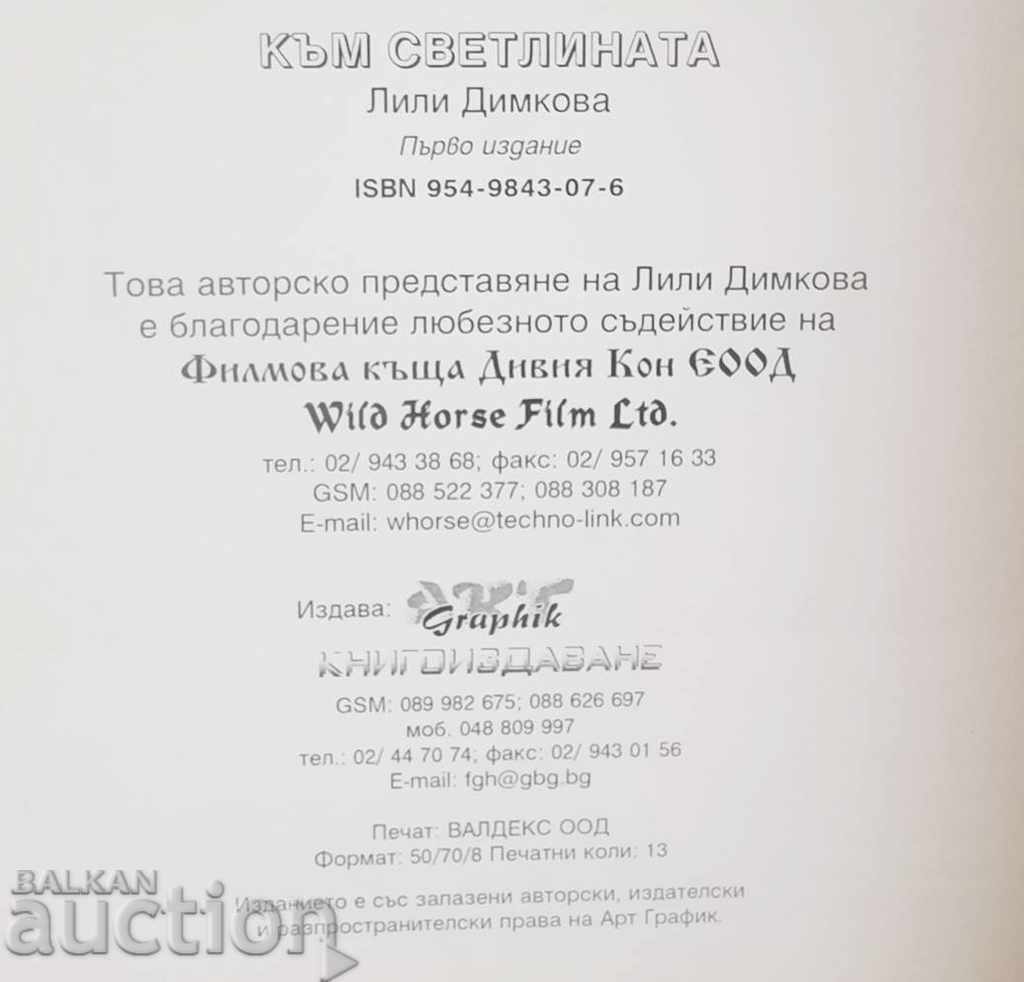 КЪМ СВЕТЛИНАТА
Лили Димкова
Първо издание
ISBN 954-9843-07-6
Това авторско представяне на Лили Димкова
е благодарение любезното съдействие на
Филмова къща Дивия Кон ЕООД
Wild Horse Film Ltd.
тел.: 02/ 943 38 68; факс: 02/ 957 16 33
GSM: 088 522 377; 088 308 187
E-mail: whorse@techno-link.com
Издава: ART
Graphik
КНИГОИЗДАВАНЕ
GSM: 089 982 675; 088 626 697
моб. 048 809 997
тел.: 02/ 44 70 74; факс: 02/ 943 01 56
E-mail: fgh@gbg.bg
Печат: ВАЛДЕКС ООД
Формат: 50/70/8 Печатни коли: 13
Изданието е със запазени авторски, издателски
и разпространителски права на Арт График.
BALKAN
auction